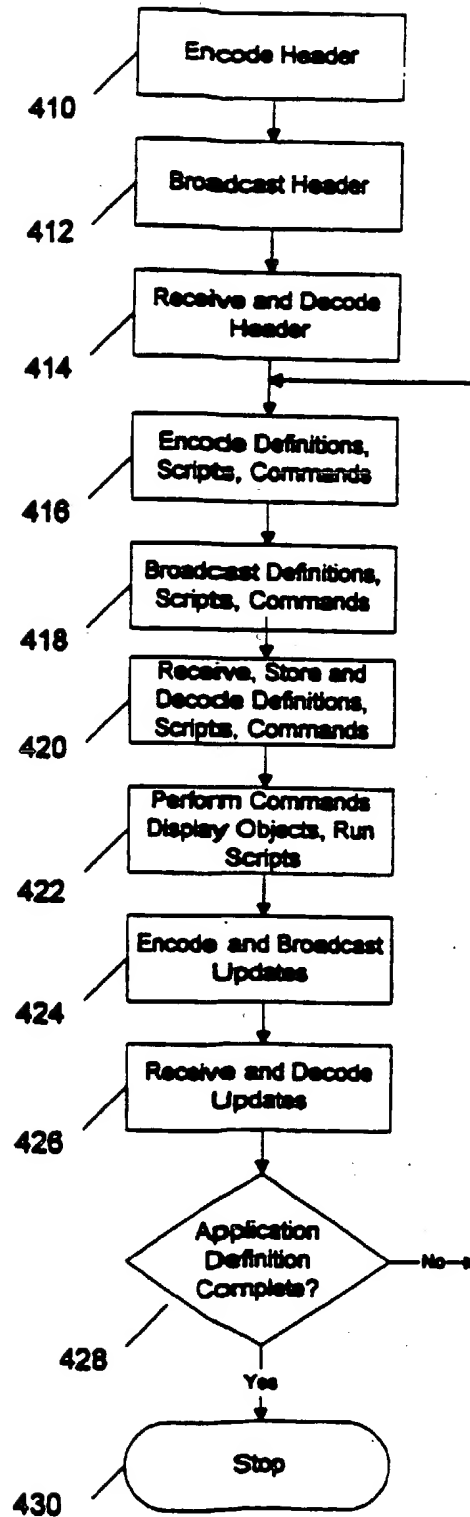 Encode Header
410
Broadcast Header
412
Receive and Decode
Header
414
Encode Definitions,
Scripts, Commands
416
Broadcast Definitions,
Scripts, Commands
418
Receive, Store and
Decode Definitions,
Scripts, Commands
420
Perform Commands
Display Objects, Run
Scripts
422
Encode and Broadcast
Updates
424
Receive and Decode
Updates
426
Application
Definition
Complete?
No
428
Yes
Stop
430